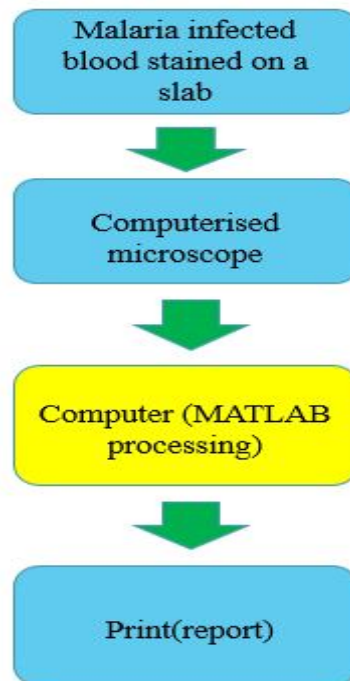 Malaria infected
blood stained on a
slab
Computerised
microscope
Computer (MATLAB
processing)
Print(report)